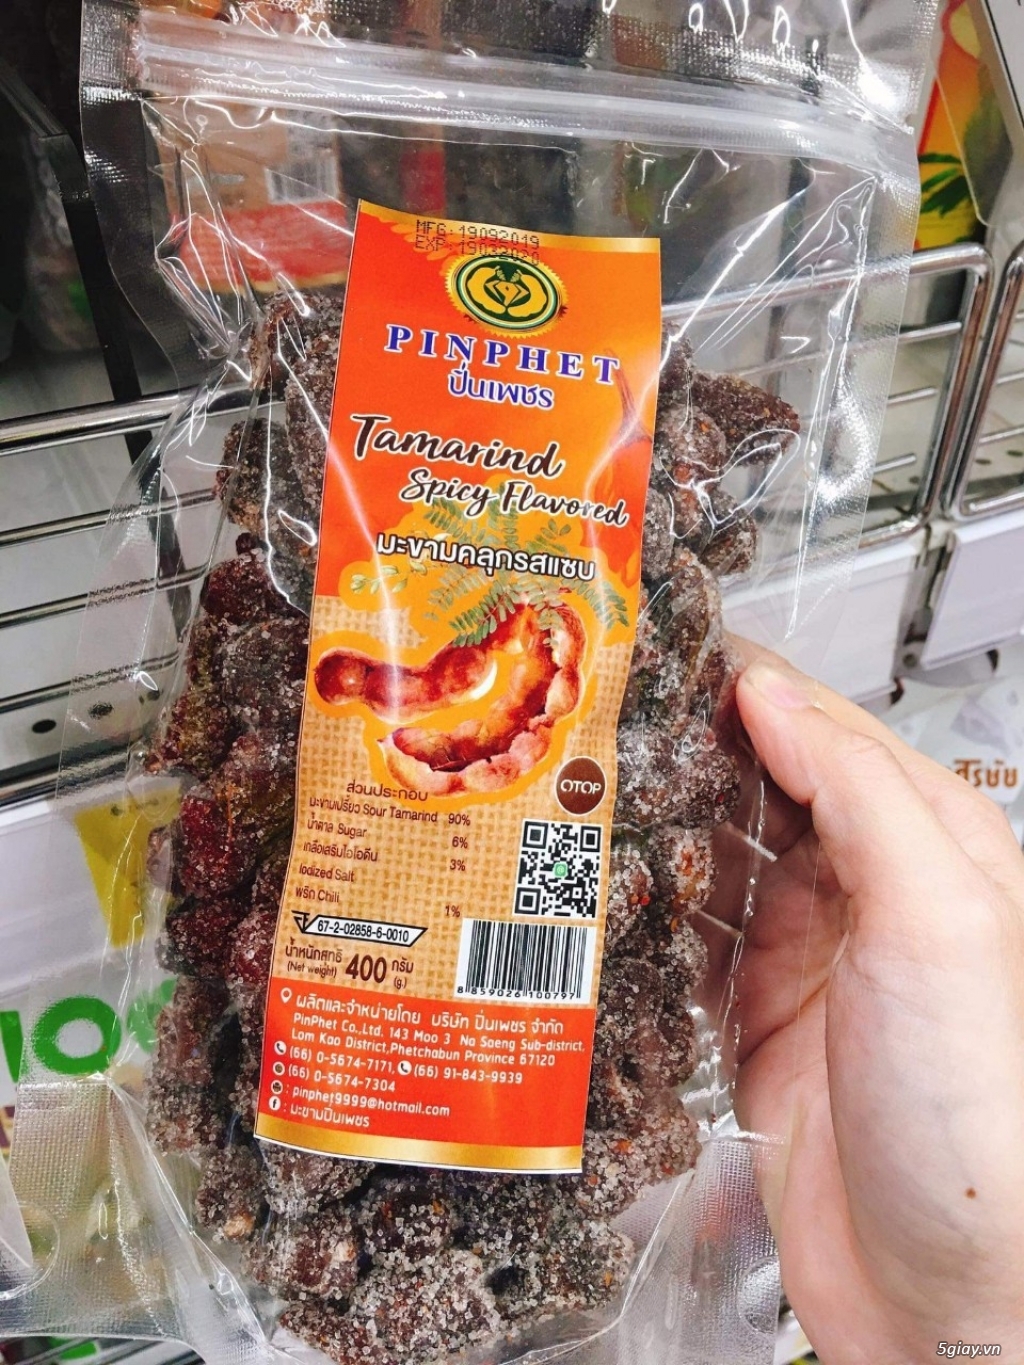 MFG:19092019
EXP:19032020
PINPHET
ปิ่นเพชร
Tamarind
Spicy Flavored
มะขามคลุกรสแซบ
OTOP
ส่วนประกอบ
มะขามเปรี้ยว Sour Tamarind 90%
น้ำตาล Sugar 6%
เกลือเสริมไอโอดีน 3%
Iodized Salt
พริก Chili 1%
67-2-02858-6-0010
น้ำหนักสุทธิ 400 กรัม
(Net weight) (g.)
8 859026 100797
ผลิตและจำหน่ายโดย บริษัท ปิ่นเพชร จำกัด
PinPhet Co.,Ltd. 143 Moo 3 Na Saeng Sub-district,
Lom Kao District,Phetchabun Province 67120
(66) 0-5674-7171, (66) 91-843-9939
(66) 0-5674-7304
: pinphet9999@hotmail.com
: มะขามปิ่นเพชร
5giay.vn